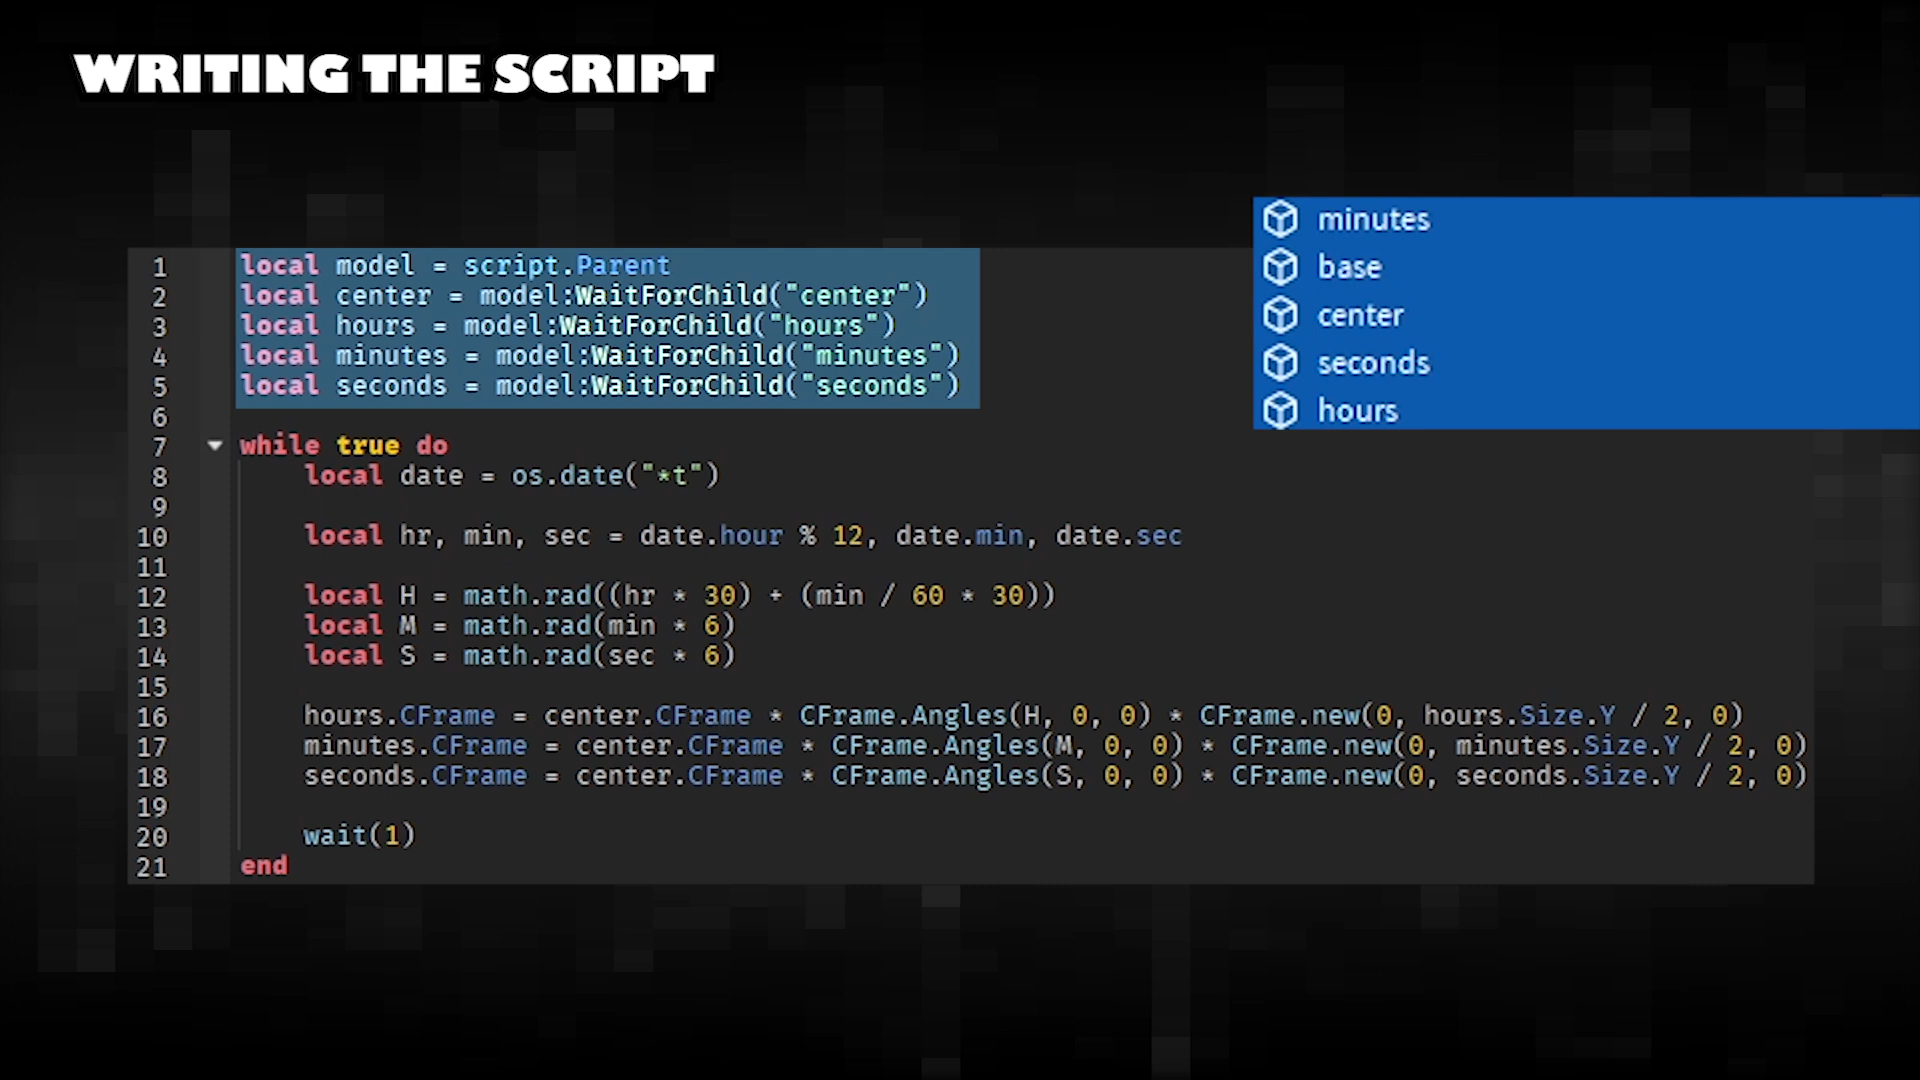 WRITING THE SCRIPT
minutes
base
center
seconds
hours
1 local model = script.Parent
2 local center = model:WaitForChild("center")
3 local hours = model:WaitForChild("hours")
4 local minutes = model:WaitForChild("minutes")
5 local seconds = model:WaitForChild("seconds")
6
7 while true do
8 local date = os.date("*t")
9
10 local hr, min, sec = date.hour % 12, date.min, date.sec
11
12 local H = math.rad((hr * 30) + (min / 60 * 30))
13 local M = math.rad(min * 6)
14 local S = math.rad(sec * 6)
15
16 hours.CFrame = center.CFrame * CFrame.Angles(H, 0, 0) * CFrame.new(0, hours.Size.Y / 2, 0)
17 minutes.CFrame = center.CFrame * CFrame.Angles(M, 0, 0) * CFrame.new(0, minutes.Size.Y / 2, 0)
18 seconds.CFrame = center.CFrame * CFrame.Angles(S, 0, 0) * CFrame.new(0, seconds.Size.Y / 2, 0)
19
20 wait(1)
21 end